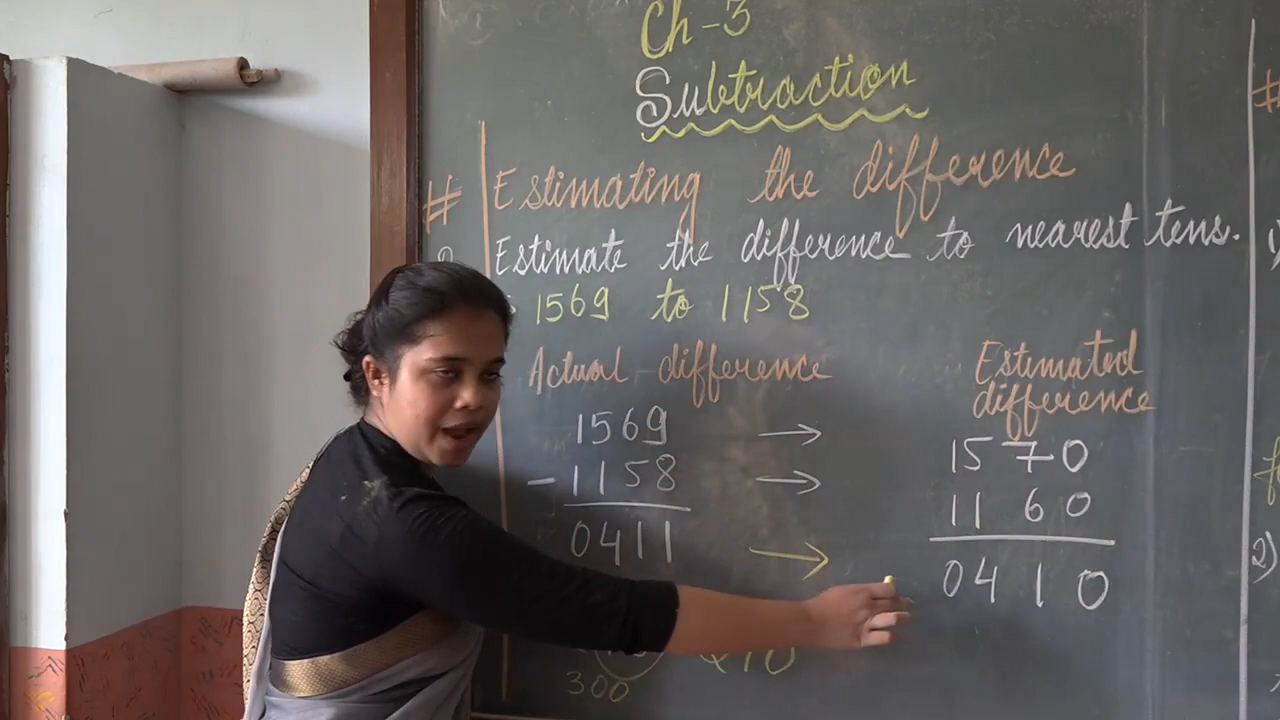 Ch-3
Subtraction
# Estimating the difference
Estimate the difference to nearest tens.
1569 to 1158
Actual difference
Estimated difference
1569 → 1570
- 1158 → 1160
0411 → 0410
300
2)